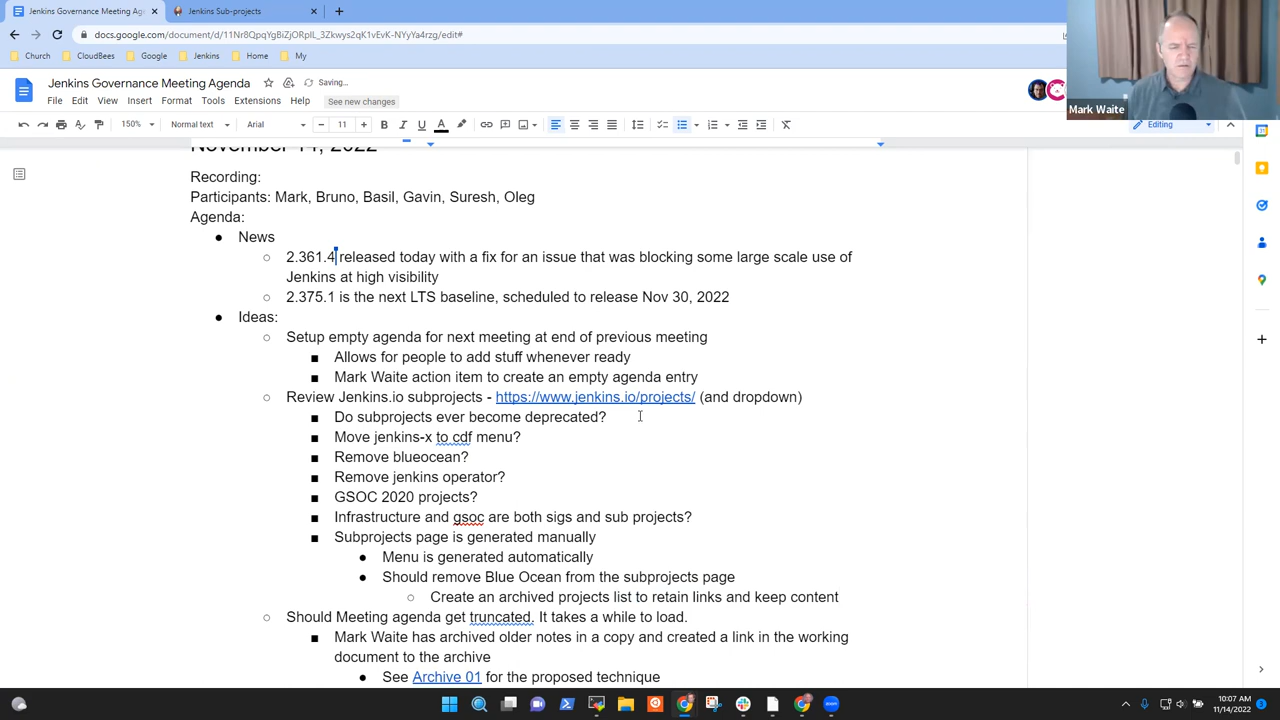 Jenkins Governance Meeting Ag
Jenkins Sub-projects
docs.google.com/document/d/11Nr8QpqYgBiZjORplL_3Zkwys2qK1vEvK-NYyYa4rzg/edit#
Church CloudBees Google Jenkins Home My
Jenkins Governance Meeting Agenda Saving...
File Edit View Insert Format Tools Extensions Help See new changes
150% Normal text Arial 11 Editing
Mark Waite
November 14, 2022
Recording:
Participants: Mark, Bruno, Basil, Gavin, Suresh, Oleg
Agenda:
● News
○ 2.361.4 released today with a fix for an issue that was blocking some large scale use of
Jenkins at high visibility
○ 2.375.1 is the next LTS baseline, scheduled to release Nov 30, 2022
● Ideas:
○ Setup empty agenda for next meeting at end of previous meeting
■ Allows for people to add stuff whenever ready
■ Mark Waite action item to create an empty agenda entry
○ Review Jenkins.io subprojects - https://www.jenkins.io/projects/ (and dropdown)
■ Do subprojects ever become deprecated?
■ Move jenkins-x to cdf menu?
■ Remove blueocean?
■ Remove jenkins operator?
■ GSOC 2020 projects?
■ Infrastructure and gsoc are both sigs and sub projects?
■ Subprojects page is generated manually
● Menu is generated automatically
● Should remove Blue Ocean from the subprojects page
○ Create an archived projects list to retain links and keep content
○ Should Meeting agenda get truncated. It takes a while to load.
■ Mark Waite has archived older notes in a copy and created a link in the working
document to the archive
● See Archive 01 for the proposed technique
10:07 AM
11/14/2022